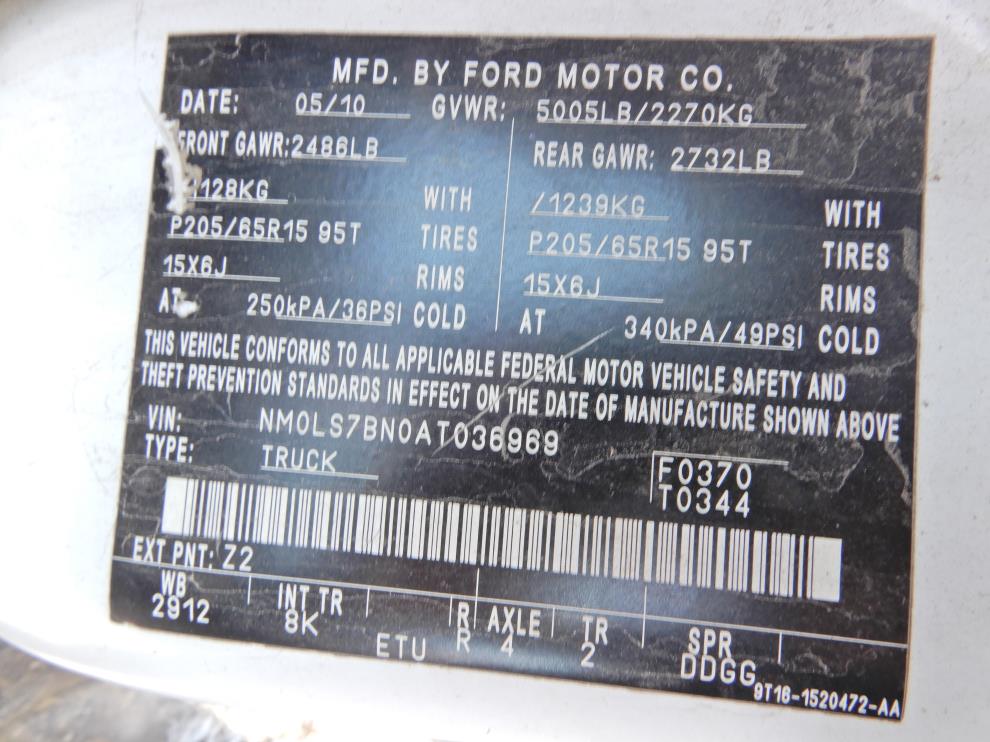 MFD. BY FORD MOTOR CO.
DATE: 05/10 GVWR: 5005LB/2270KG
FRONT GAWR: 2486LB REAR GAWR: 2732LB
/1128KG WITH /1239KG WITH
P205/65R15 95T TIRES P205/65R15 95T TIRES
15X6J RIMS 15X6J RIMS
AT 250kPA/36PSI COLD AT 340kPA/49PSI COLD
THIS VEHICLE CONFORMS TO ALL APPLICABLE FEDERAL MOTOR VEHICLE SAFETY AND
THEFT PREVENTION STANDARDS IN EFFECT ON THE DATE OF MANUFACTURE SHOWN ABOVE
VIN: NM0LS7BN0AT036969
TYPE: TRUCK F0370
T0344
EXT PNT: Z2
WB INT TR R AXLE TR SPR
2912 8K ETU R 4 2 DDGG
9T16-1520472-AA